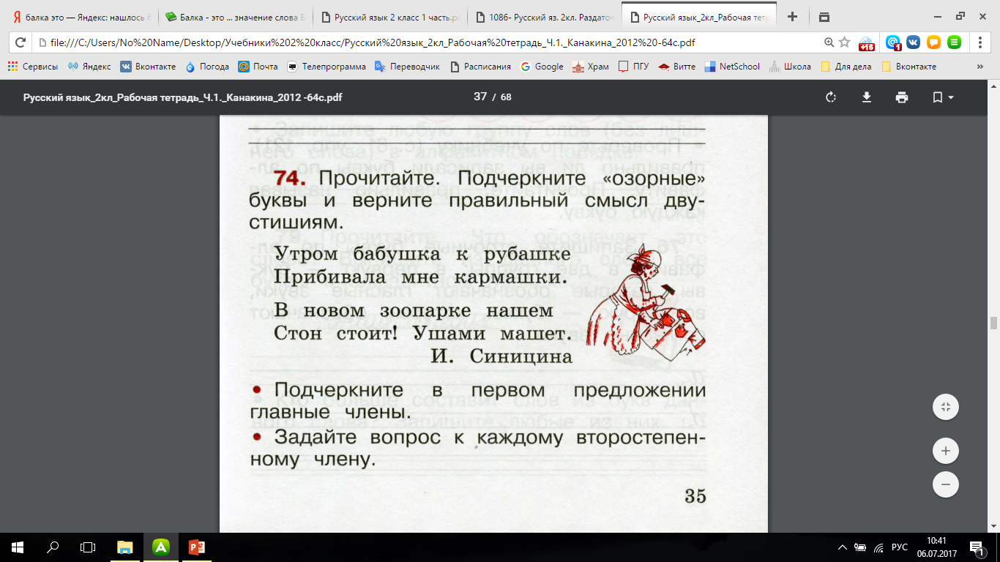 балка это — Яндекс: нашлось
Балка - это ... значение слова
Русский язык 2 класс 1 часть.pd
1086- Русский яз. 2кл. Раздаточ
Русский язык_2кл_Рабочая тетр
file:///C:/Users/No%20Name/Desktop/Учебники%202%20класс/Русский%20язык_2кл_Рабочая%20тетрадь_Ч.1._Канакина_2012%20-64с.pdf
+16
1
Сервисы
Яндекс
Вконтакте
Погода
Почта
Телепрограмма
Переводчик
Расписания
Google
Храм
ПГУ
Витте
NetSchool
Школа
Для дела
Вконтакте
»
Русский язык_2кл_Рабочая тетрадь_Ч.1._Канакина_2012 -64с.pdf
37 / 68
74. Прочитайте. Подчеркните «озорные»
буквы и верните правильный смысл дву-
стишиям.
Утром бабушка к рубашке
Прибивала мне кармашки.
В новом зоопарке нашем
Стон стоит! Ушами машет.
И. Синицина
• Подчеркните в первом предложении
главные члены.
• Задайте вопрос к каждому второстепен-
ному члену.
35
РУС
10:41
06.07.2017
1